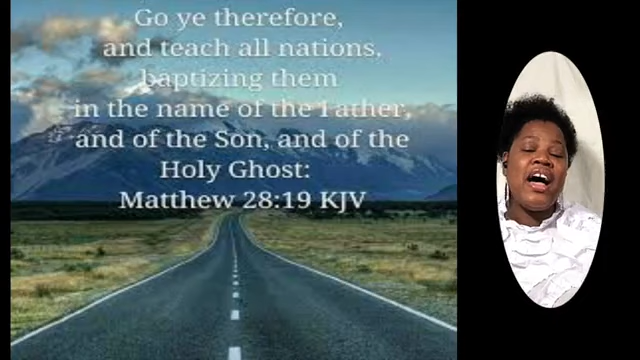 Go ye therefore,
and teach all nations,
baptizing them
in the name of the Father,
and of the Son, and of the
Holy Ghost:
Matthew 28:19 KJV